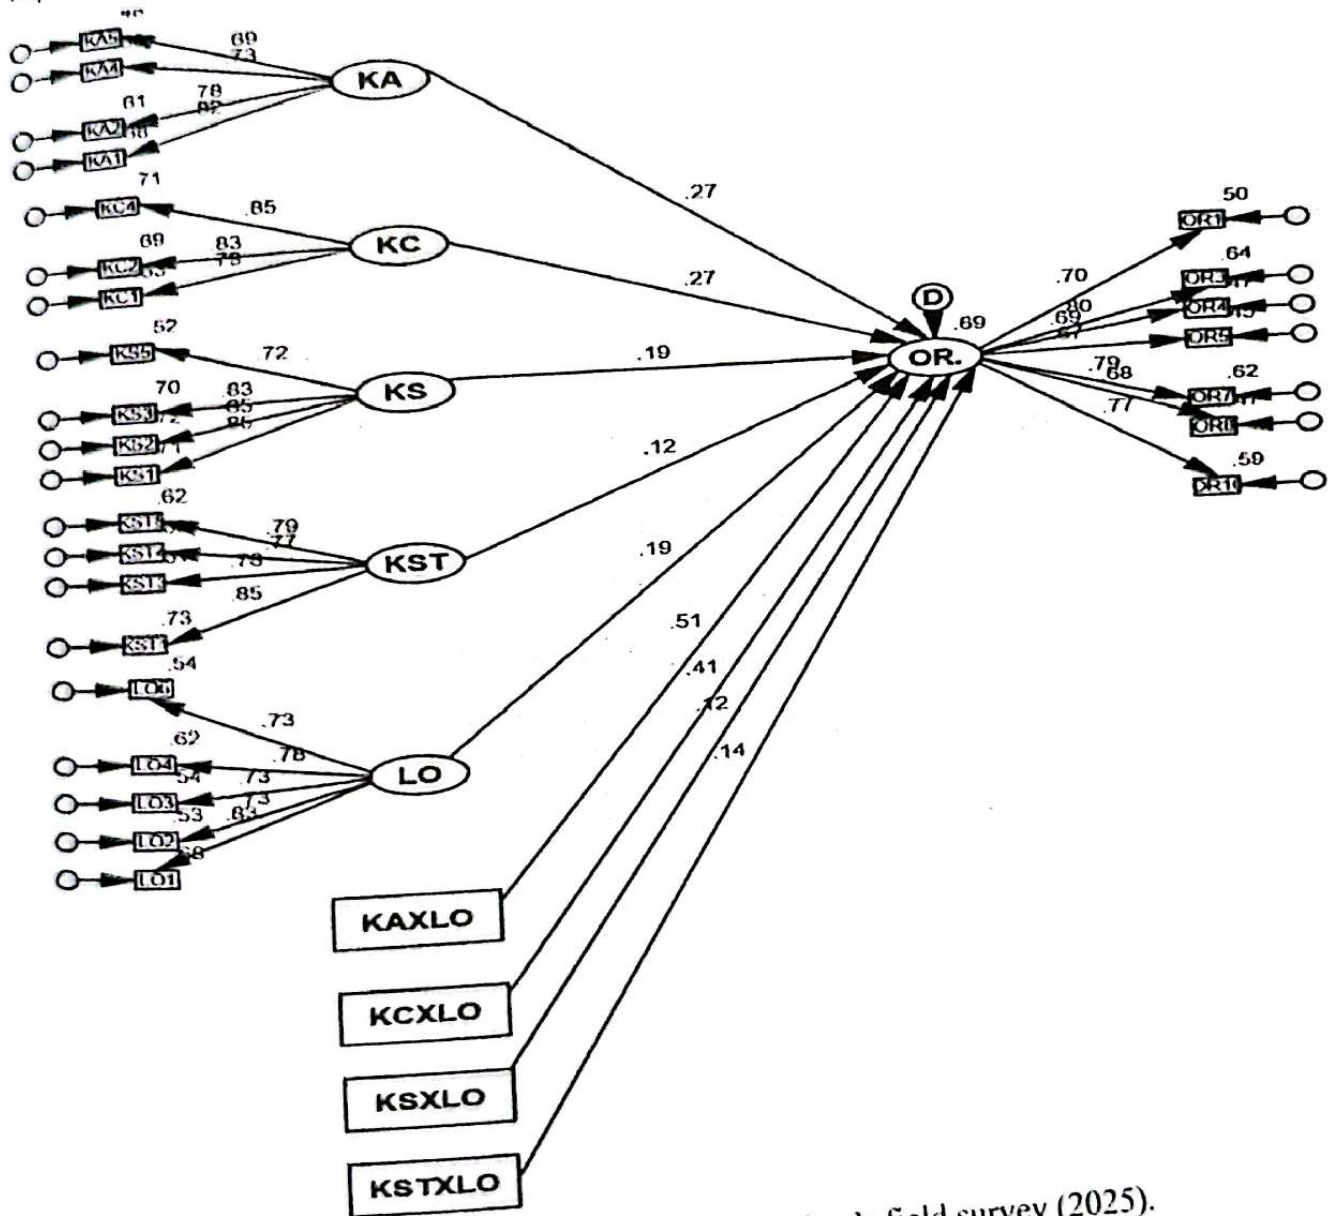 KA5
.69
.73
KA4
KA
.61
.78
.82
KA2
KA1
.27
.71
KC4
.85
KC
.69
.83
KC2
KC1
.27
.52
KS5
.72
KS
.19
.70
.83
.85
KS3
KS2
KS1
.62
KST5
.79
.77
KST4
KST
KST3
.85
.12
.73
KST1
.54
LO6
.73
.19
.62
.78
LO4
LO
.54
.73
LO3
.73
.53
.83
LO2
LO1
D
.69
OR.
.50
OR1
.70
.64
OR3
.80
OR4
.69
.67
OR5
.79
.62
.68
OR7
.77
.59
.51
.41
.12
.14
KAXLO
KCXLO
KSXLO
KSTXLO
field survey (2025).